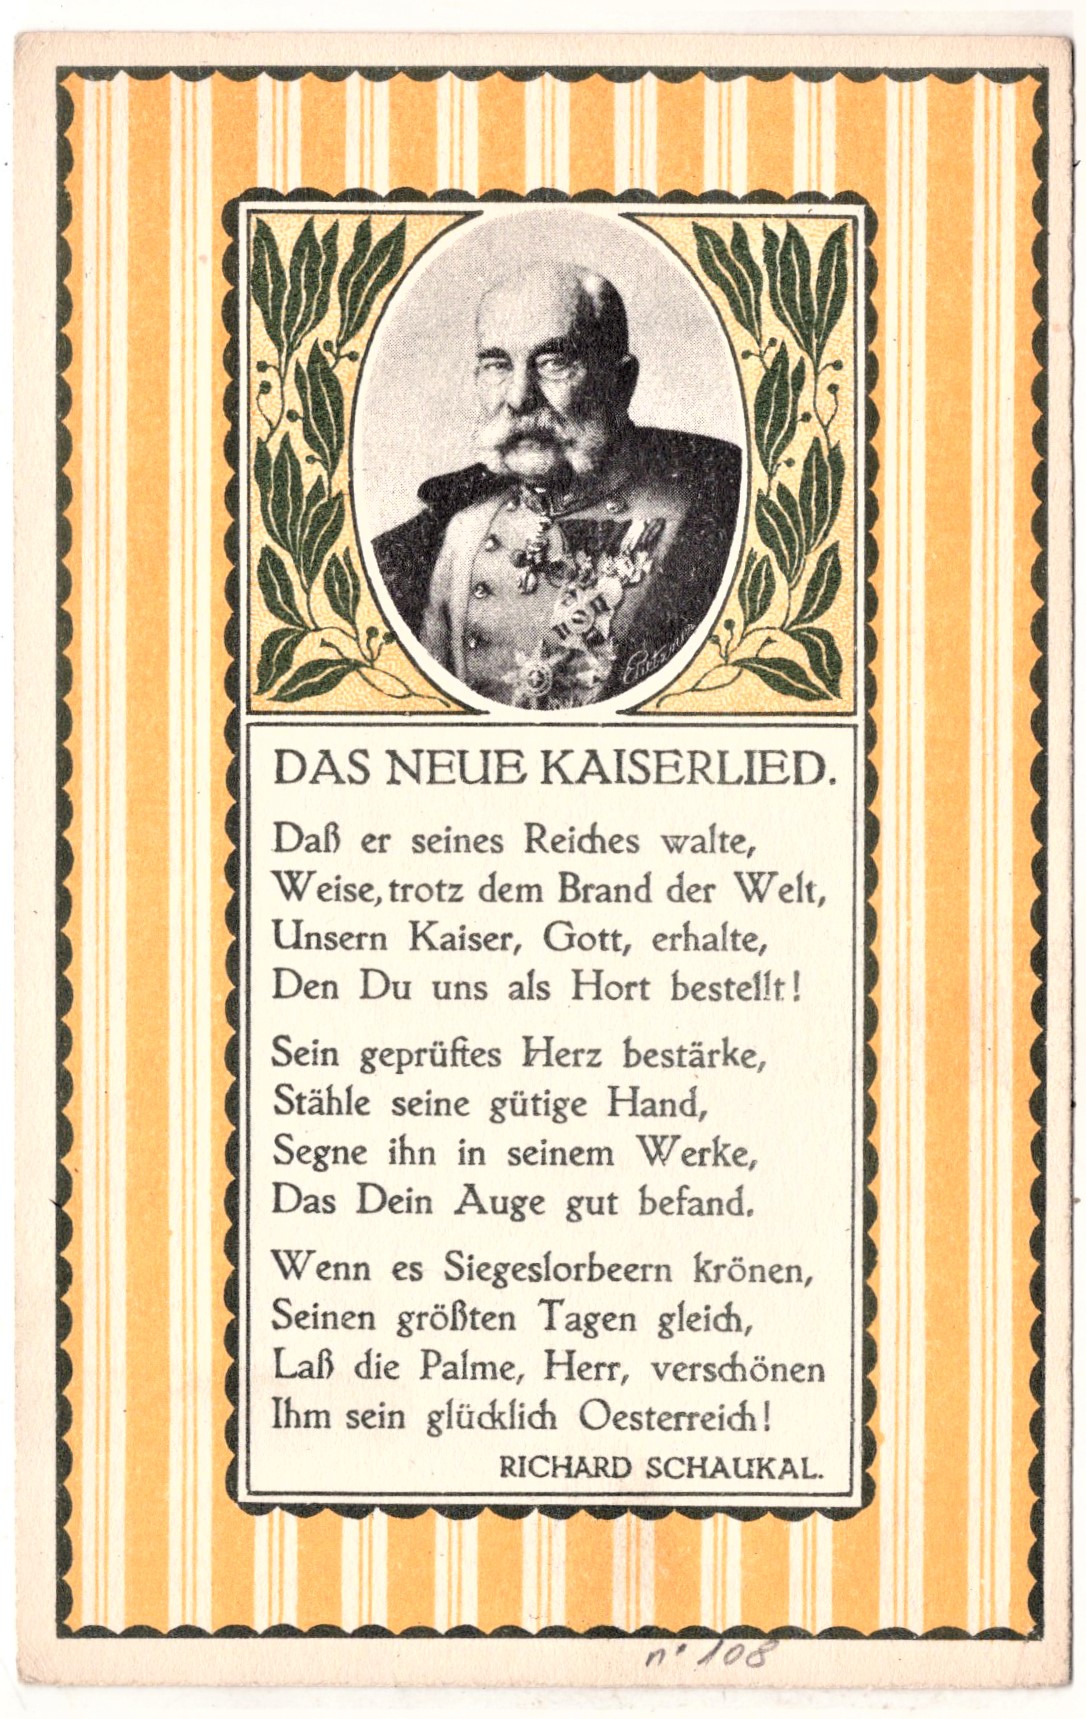 DAS NEUE KAISERLIED.
Daß er seines Reiches walte,
Weise, trotz dem Brand der Welt,
Unsern Kaiser, Gott, erhalte,
Den Du uns als Hort bestellt!
Sein geprüftes Herz bestärke,
Stähle seine gütige Hand,
Segne ihn in seinem Werke,
Das Dein Auge gut befand.
Wenn es Siegeslorbeern krönen,
Seinen größten Tagen gleich,
Laß die Palme, Herr, verschönen
Ihm sein glücklich Oesterreich!
RICHARD SCHAUKAL.
n° 108